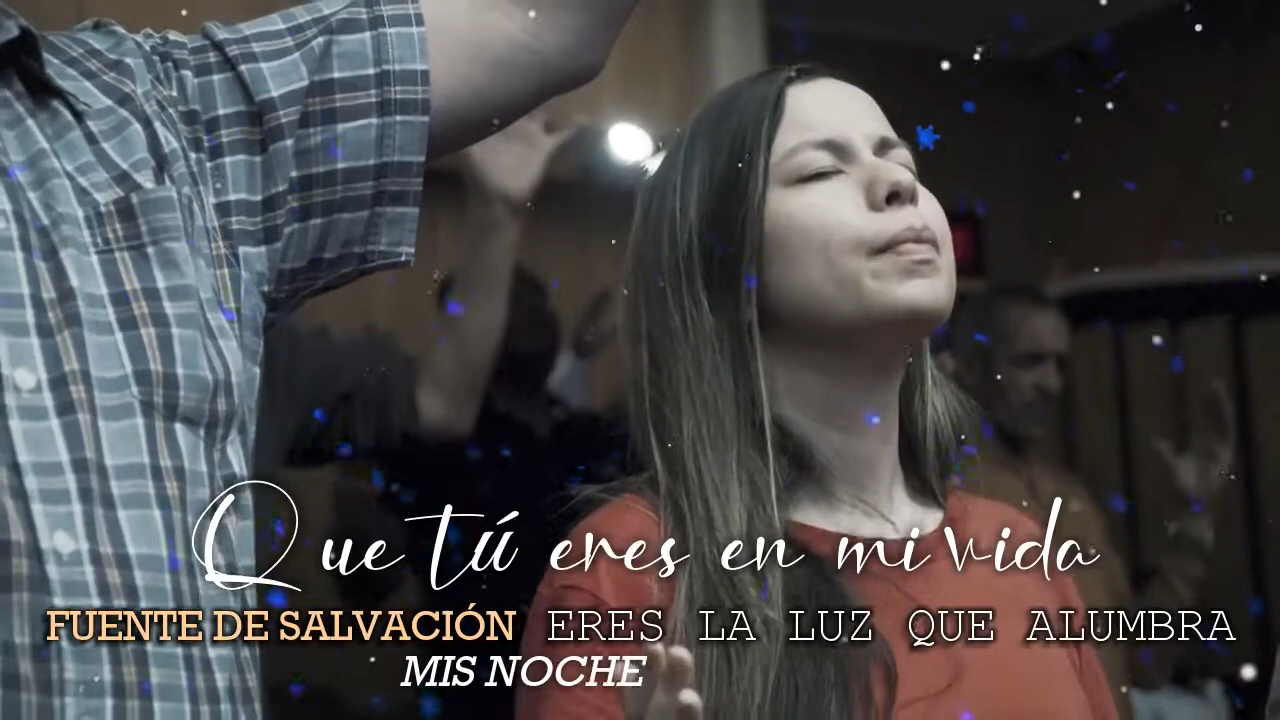 Que tú eres en mi vida
FUENTE DE SALVACIÓN ERES LA LUZ QUE ALUMBRA
MIS NOCHE